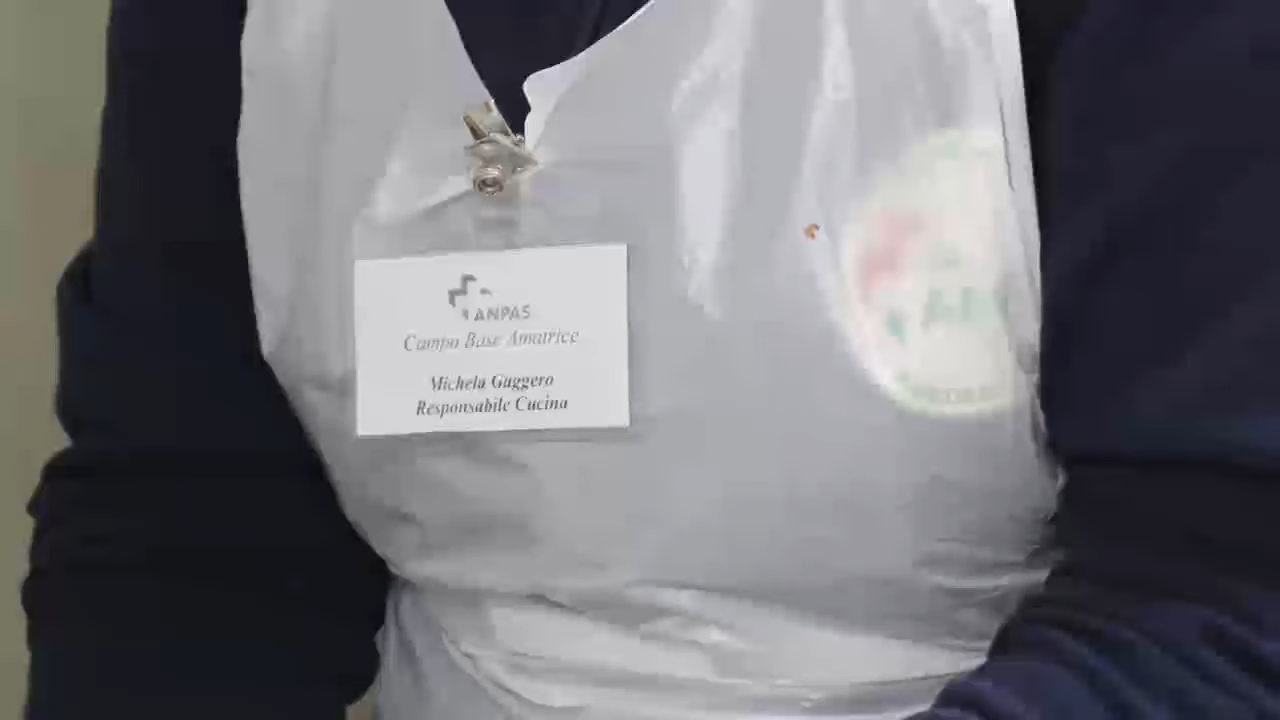 ANPAS
Campo Base Amatrice
Michela Guggero
Responsabile Cucina